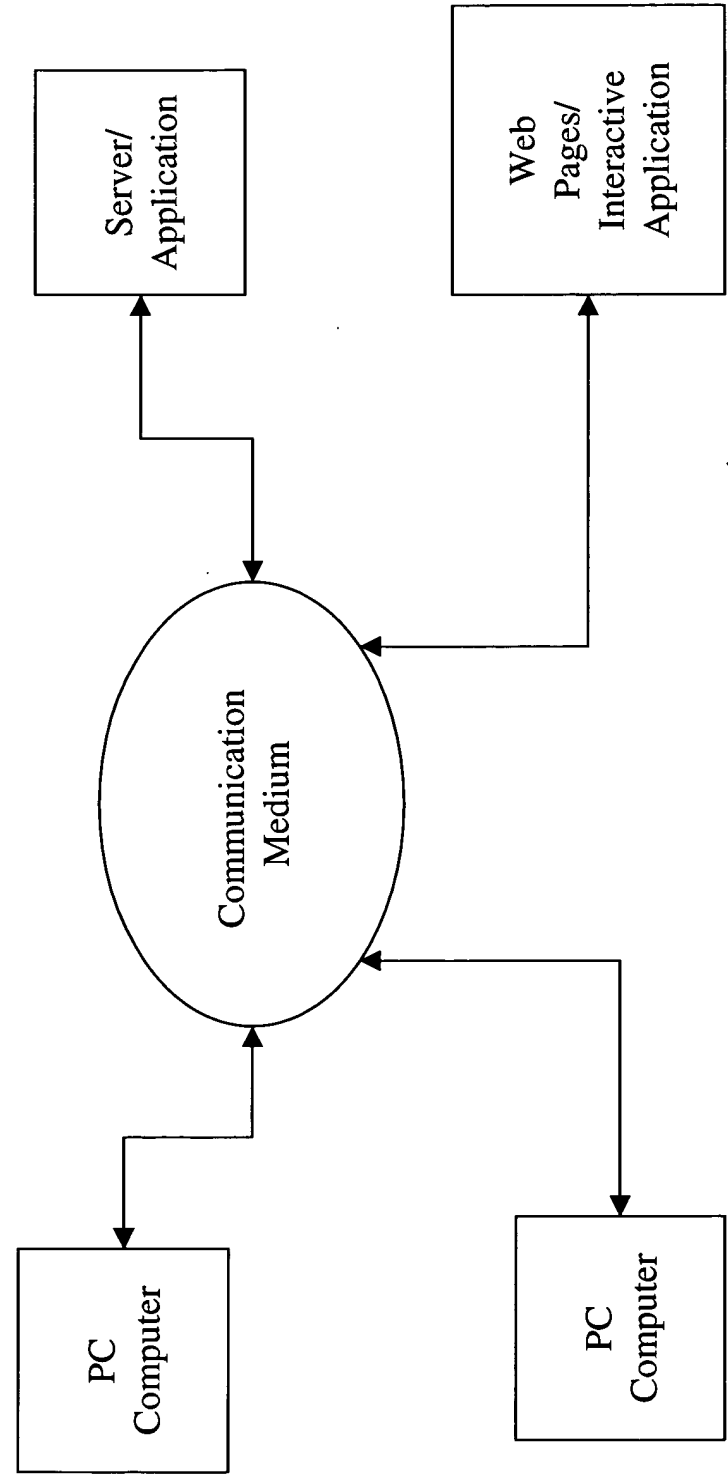 PC
Computer
Communication
Medium
Server/
Application
PC
Computer
Web
Pages/
Interactive
Application